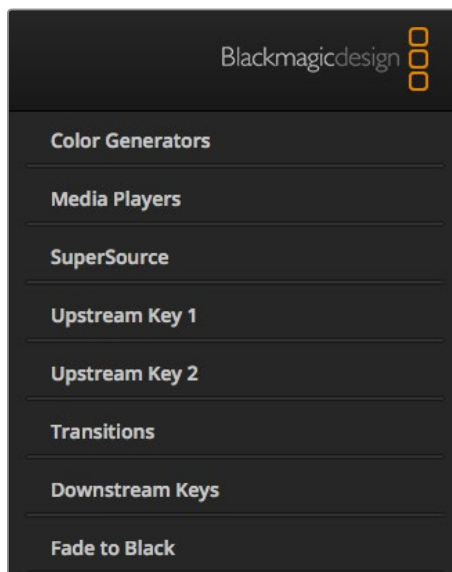 Blackmagicdesign
Color Generators
Media Players
SuperSource
Upstream Key 1
Upstream Key 2
Transitions
Downstream Keys
Fade to Black